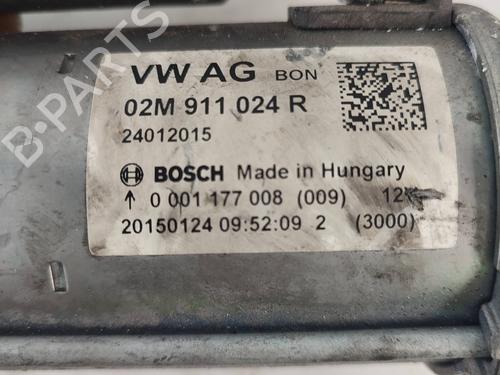 VW AG BON
02M 911 024 R
24012015
BOSCH Made in Hungary
↑ 0 001 177 008 (009)
20150124 09:52:09 2 (3000)
B-PARTS